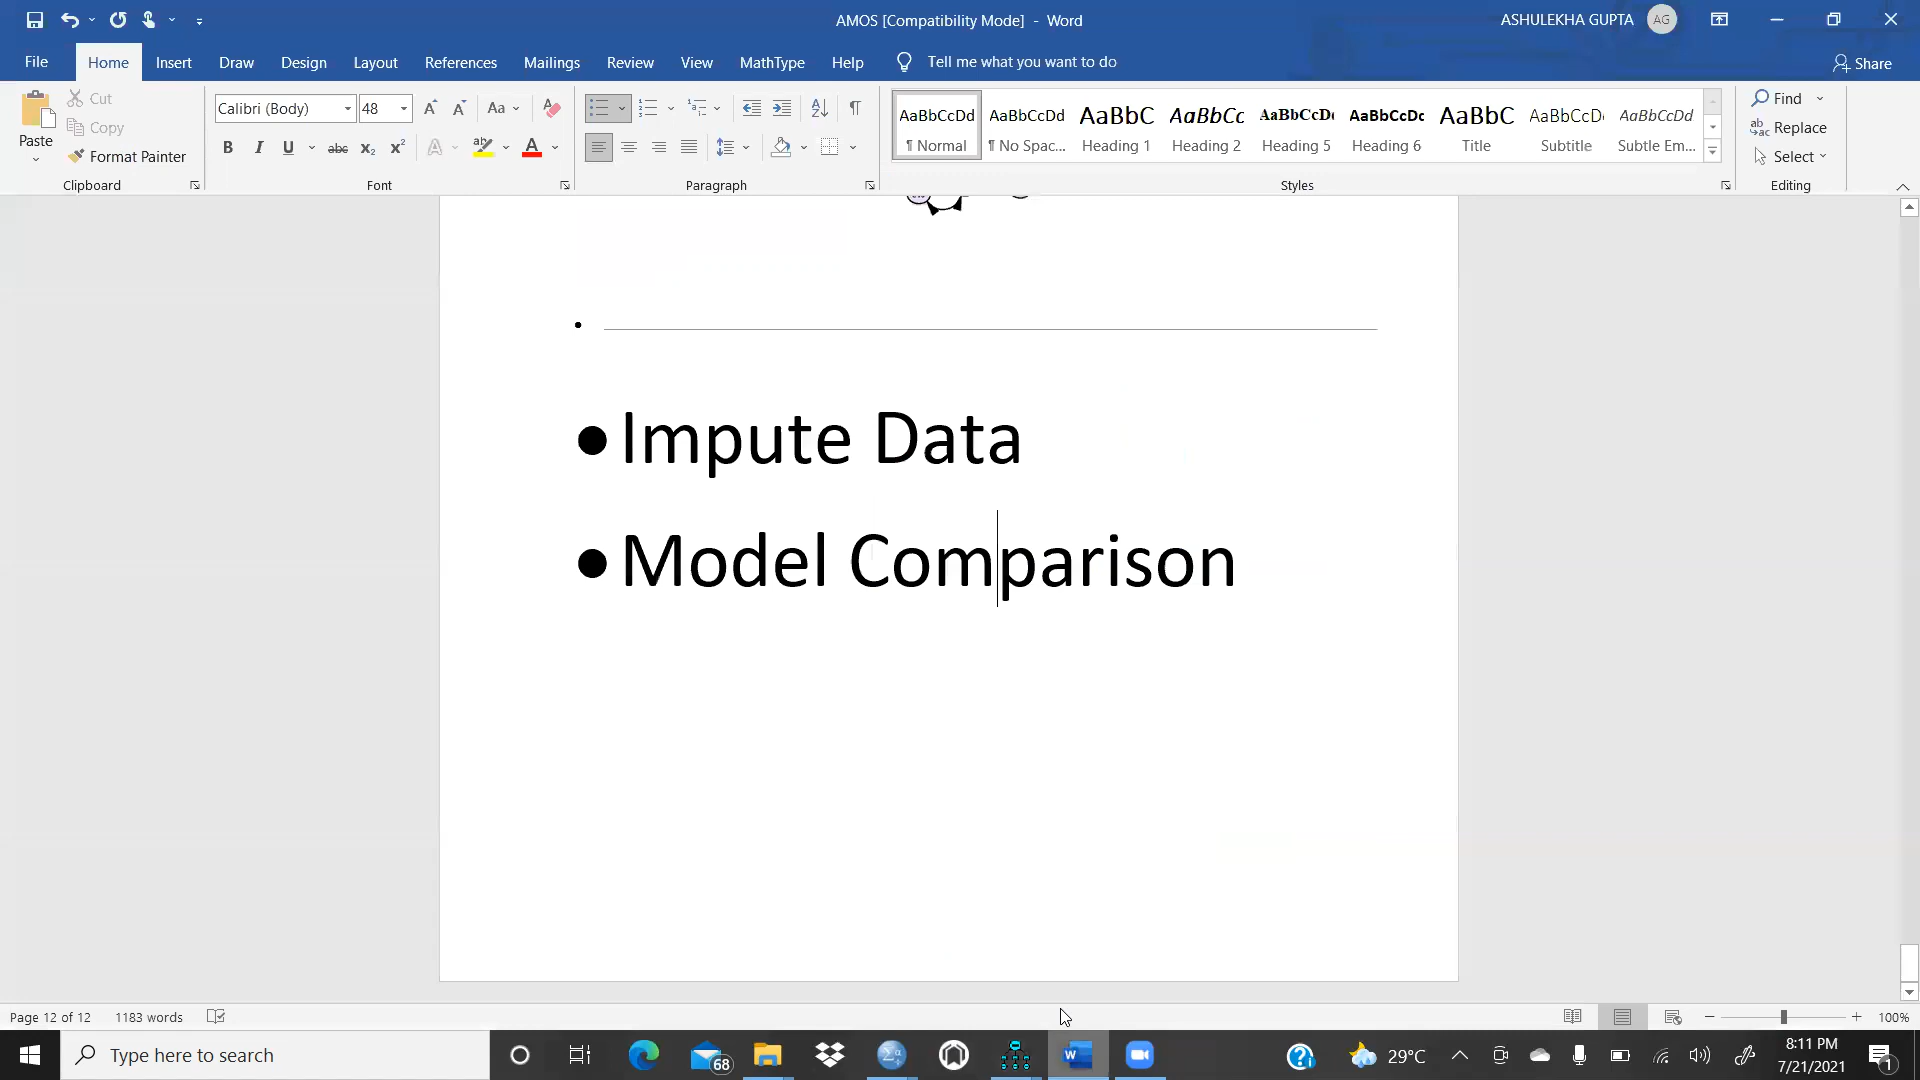 AMOS [Compatibility Mode] - Word
ASHULEKHA GUPTA AG
File Home Insert Draw Design Layout References Mailings Review View MathType Help Tell me what you want to do Share
Paste
Cut
Copy
Format Painter
Clipboard
Calibri (Body) 48 Aa
B I U abc x₂ x² A A
Font
Paragraph
AaBbCcDd AaBbCcDd AaBbC AaBbCc AaBbCcD AaBbCcDc AaBbC AaBbCcD AaBbCcDd
¶ Normal ¶ No Spac... Heading 1 Heading 2 Heading 5 Heading 6 Title Subtitle Subtle Em...
Styles
Find
Replace
Select
Editing
• Impute Data
• Model Comparison
Page 12 of 12 1183 words 100%
Type here to search
68
29°C
8:11 PM
7/21/2021
1